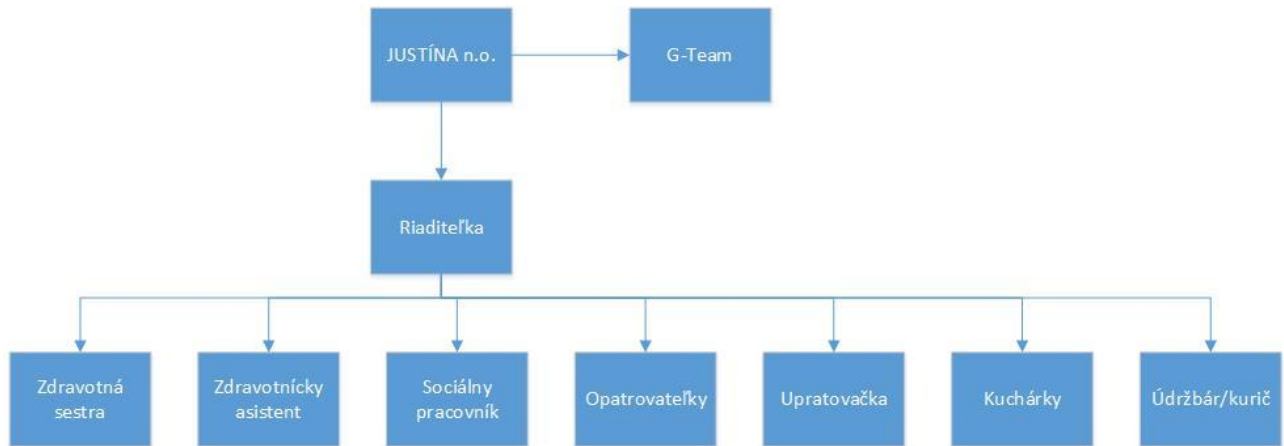 JUSTÍNA n.o.
G-Team
Riaditeľka
Zdravotná
sestra
Zdravotnícky
asistent
Sociálny
pracovník
Opatrovateľky
Upratovačka
Kuchárky
Údržbár/kurič